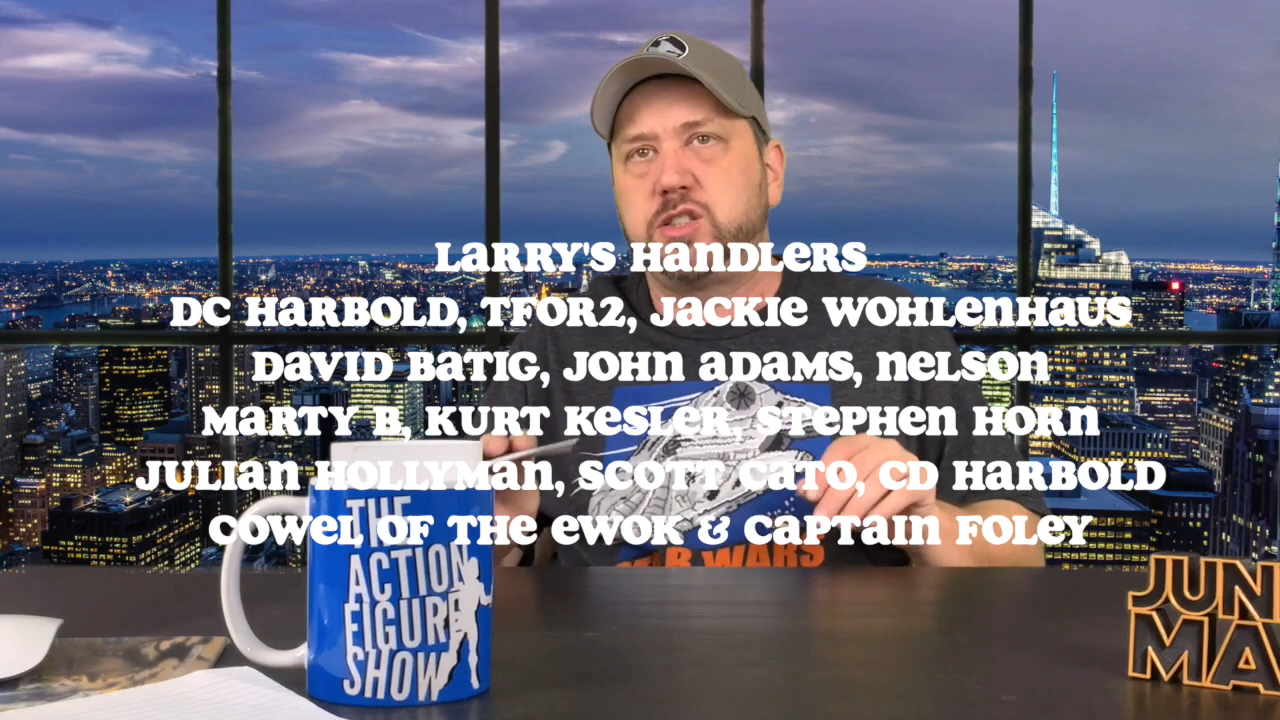 LARRY'S HANDLERS
DC HARBOLD, TFOR2, JACKIE WOHLENHAUS
DAVID BATIG, JOHN ADAMS, NELSON
MARTY B, KURT KESLER, STEPHEN HORN
JULIAN HOLLYMAN, SCOTT CATO, CD HARBOLD
COWEL OF THE EWOK & CAPTAIN FOLEY
THE
ACTION
FIGURE
SHOW
WARS
JUN
MA